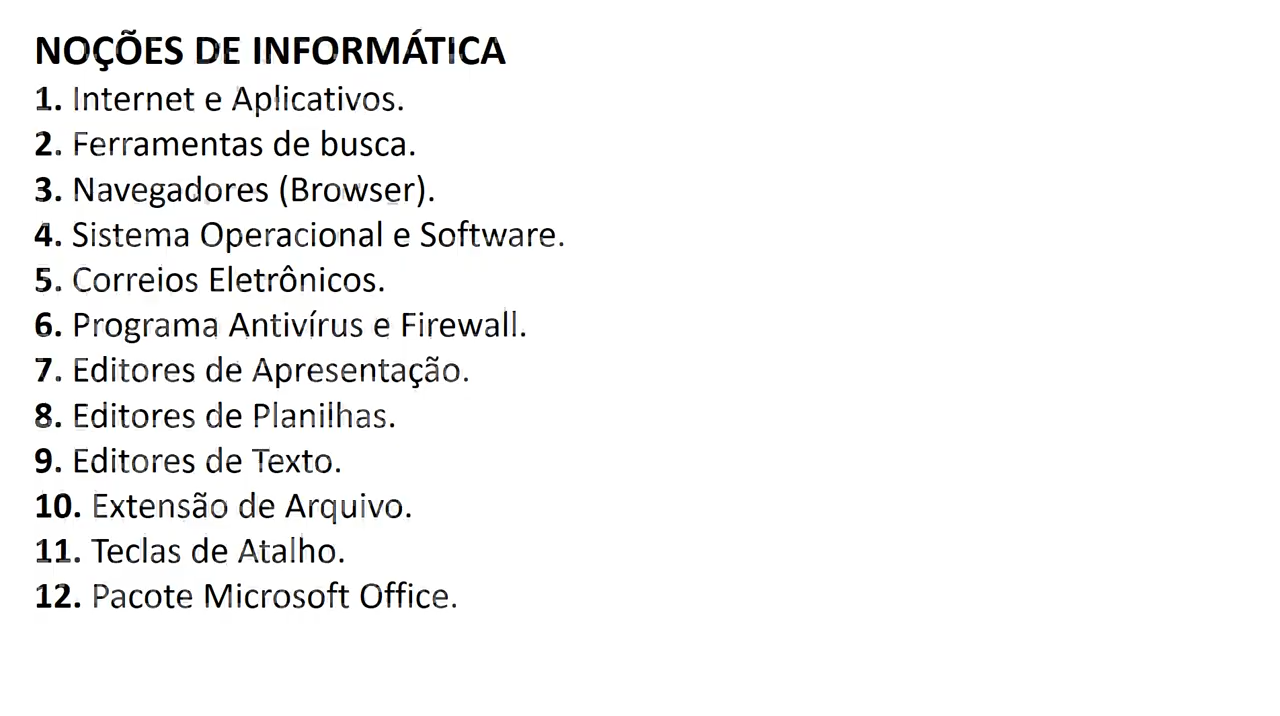 NOÇÕES DE INFORMÁTICA
1. Internet e Aplicativos.
2. Ferramentas de busca.
3. Navegadores (Browser).
4. Sistema Operacional e Software.
5. Correios Eletrônicos.
6. Programa Antivírus e Firewall.
7. Editores de Apresentação.
8. Editores de Planilhas.
9. Editores de Texto.
10. Extensão de Arquivo.
11. Teclas de Atalho.
12. Pacote Microsoft Office.